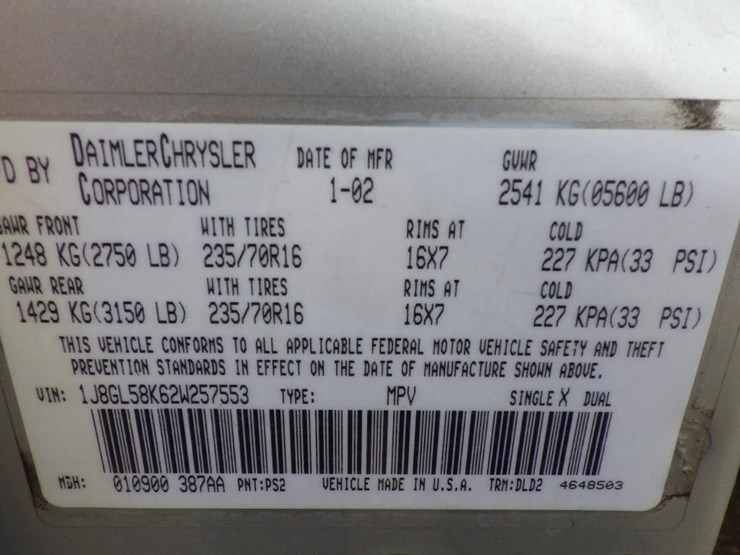 D BY DAIMLERCHRYSLER CORPORATION
DATE OF MFR 1-02
GVWR 2541 KG(05600 LB)
GAWR FRONT WITH TIRES RIMS AT COLD
1248 KG(2750 LB) 235/70R16 16X7 227 KPA(33 PSI)
GAWR REAR WITH TIRES RIMS AT COLD
1429 KG(3150 LB) 235/70R16 16X7 227 KPA(33 PSI)
THIS VEHICLE CONFORMS TO ALL APPLICABLE FEDERAL MOTOR VEHICLE SAFETY AND THEFT
PREVENTION STANDARDS IN EFFECT ON THE DATE OF MANUFACTURE SHOWN ABOVE.
VIN: 1J8GL58K62W257553 TYPE: MPV SINGLE X DUAL
MDH: 010900 387AA PNT:PS2 VEHICLE MADE IN U.S.A. TRM:DLD2 4648503